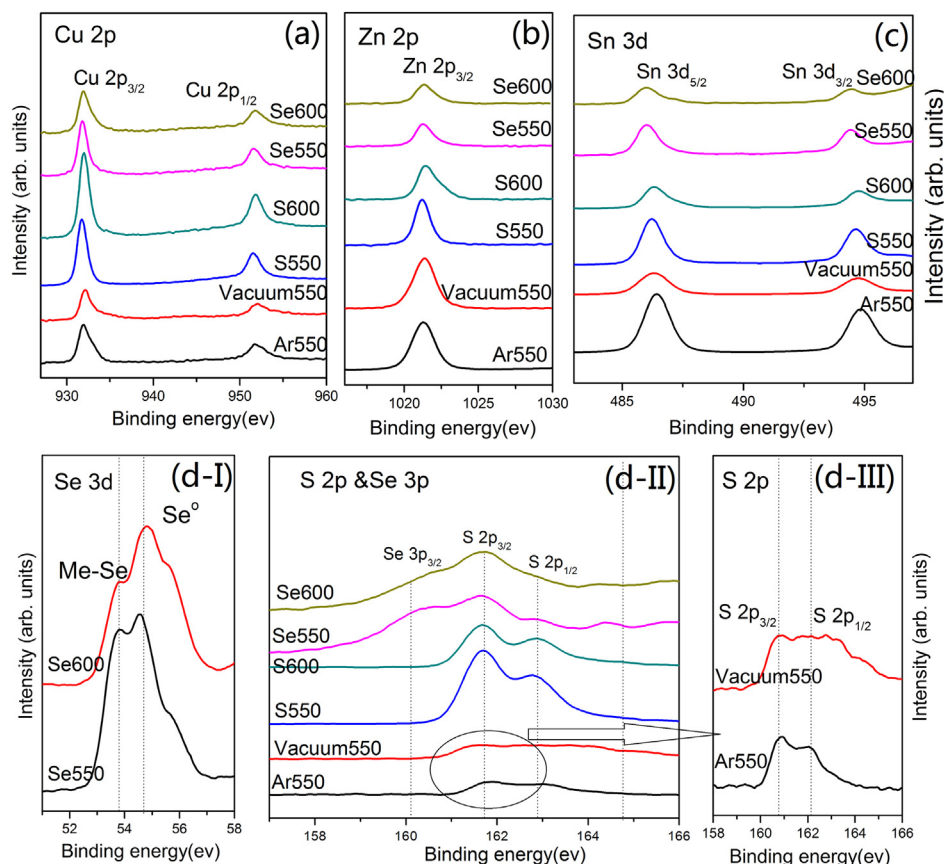 Cu 2p
(a)
Cu 2p3/2
Cu 2p1/2
Se600
Se550
S600
S550
Vacuum550
Ar550
930 940 950 960
Binding energy(ev)
Intensity (arb. units)
Zn 2p
(b)
Zn 2p3/2
Se600
Se550
S600
S550
Vacuum550
Ar550
1020 1025 1030
Binding energy(ev)
Sn 3d
(c)
Sn 3d5/2
Sn 3d3/2
Se600
Se550
S600
S550
Vacuum550
Ar550
485 490 495
Binding energy(ev)
Intensity (arb. units)
Se 3d
(d-I)
Se°
Me-Se
Se600
Se550
52 54 56 58
Binding energy(ev)
Intensity (arb. units)
S 2p &Se 3p
(d-II)
Se 3p3/2
S 2p3/2
S 2p1/2
Se600
Se550
S600
S550
Vacuum550
Ar550
158 160 162 164 166
Binding energy(ev)
Intensity (arb. units)
S 2p
(d-III)
S 2p3/2
S 2p1/2
Vacuum550
Ar550
158 160 162 164 166
Binding energy(ev)
Intensity (arb. units)